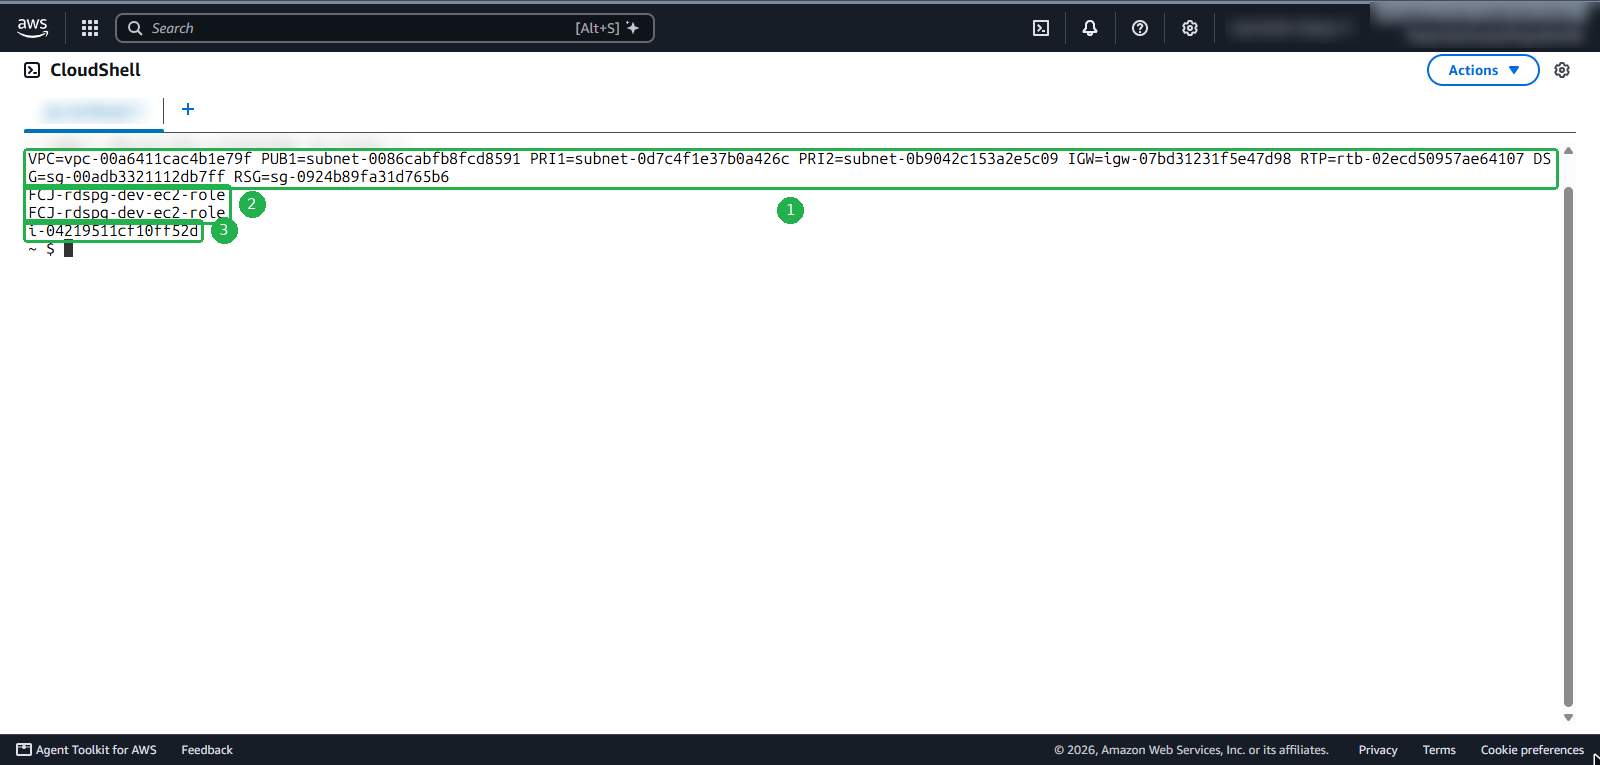 aws
Search [Alt+S]
CloudShell
Actions
+
VPC=vpc-00a6411cac4b1e79f PUB1=subnet-0086cabfb8fcd8591 PRI1=subnet-0d7c4f1e37b0a426c PRI2=subnet-0b9042c153a2e5c09 IGW=igw-07bd31231f5e47d98 RTP=rtb-02ecd50957ae64107 DS
G=sg-00adb3321112db7ff RSG=sg-0924b89fa31d765b6
1
FCJ-rdspg-dev-ec2-role
FCJ-rdspg-dev-ec2-role
2
i-04219511cf10ff52d
3
~ $
Agent Toolkit for AWS Feedback © 2026, Amazon Web Services, Inc. or its affiliates. Privacy Terms Cookie preferences